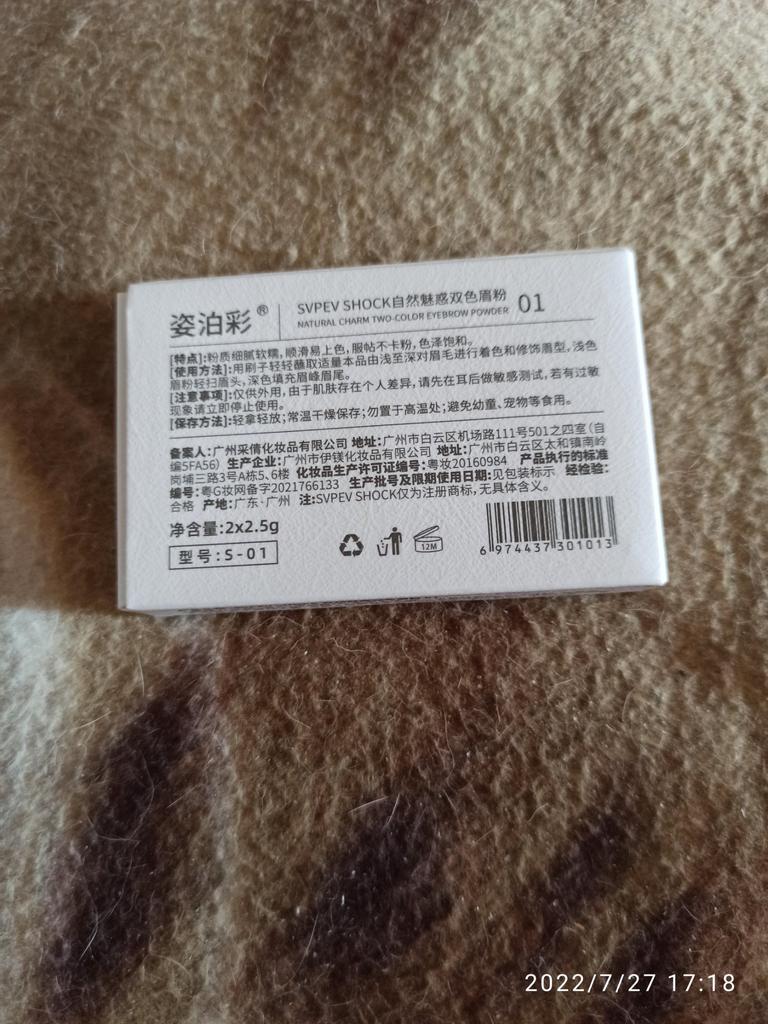 姿泊彩®
SVPEV SHOCK自然魅惑双色眉粉
NATURAL CHARM TWO-COLOR EYEBROW POWDER
01
[特点]:粉质细腻软糯,顺滑易上色,服帖不卡粉,色泽饱和。
[使用方法]:用刷子轻轻蘸取适量本品由浅至深对眉毛进行着色和修饰眉型,浅色
眉粉轻扫眉头,深色填充眉峰眉尾。
[注意事项]:仅供外用,由于肌肤存在个人差异,请先在耳后做敏感测试,若有过敏
现象请立即停止使用。
[保存方法]:轻拿轻放;常温干燥保存;勿置于高温处;避免幼童、宠物等食用。
备案人:广州采倩化妆品有限公司 地址:广州市白云区机场路111号501之四室(自
编5FA56) 生产企业:广州市伊镁化妆品有限公司 地址:广州市白云区太和镇南岭
岗埔三路3号A栋5、6楼 化妆品生产许可证编号:粤妆20160984 产品执行的标准
编号:粤G妆网备字2021766133 生产批号及限期使用日期:见包装标示 经检验:
合格 产地:广东·广州 注:SVPEV SHOCK仅为注册商标,无具体含义。
净含量:2x2.5g
型号:S-01
12M
6 974437 301013
2022/7/27 17:18